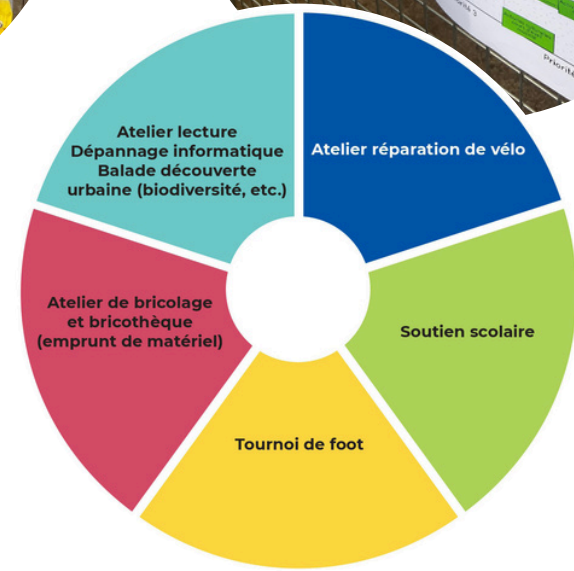 Atelier lecture
Dépannage informatique
Balade découverte
urbaine (biodiversité, etc.)
Atelier réparation de vélo
Atelier de bricolage
et bricothèque
(emprunt de matériel)
Soutien scolaire
Tournoi de foot